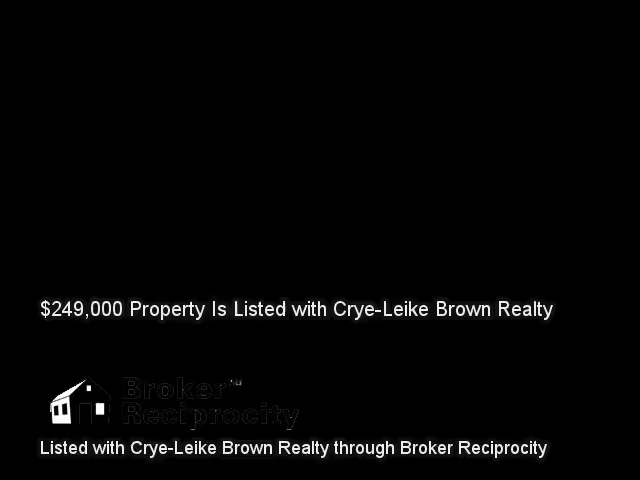 $249,000 Property Is Listed with Crye-Leike Brown Realty
Broker
Reciprocity
Listed with Crye-Leike Brown Realty through Broker Reciprocity